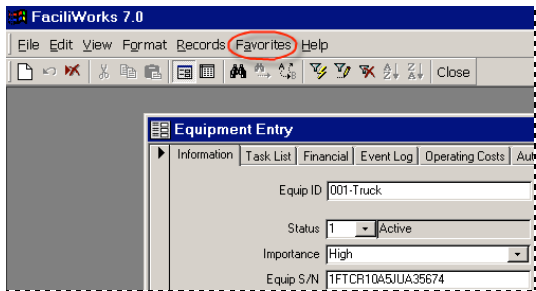 FaciliWorks 7.0
File Edit View Format Records Favorites Help
Close
Equipment Entry
Information Task List Financial Event Log Operating Costs Aut
Equip ID 001-Truck
Status 1 Active
Importance High
Equip S/N 1FTCR10A5JUA35674